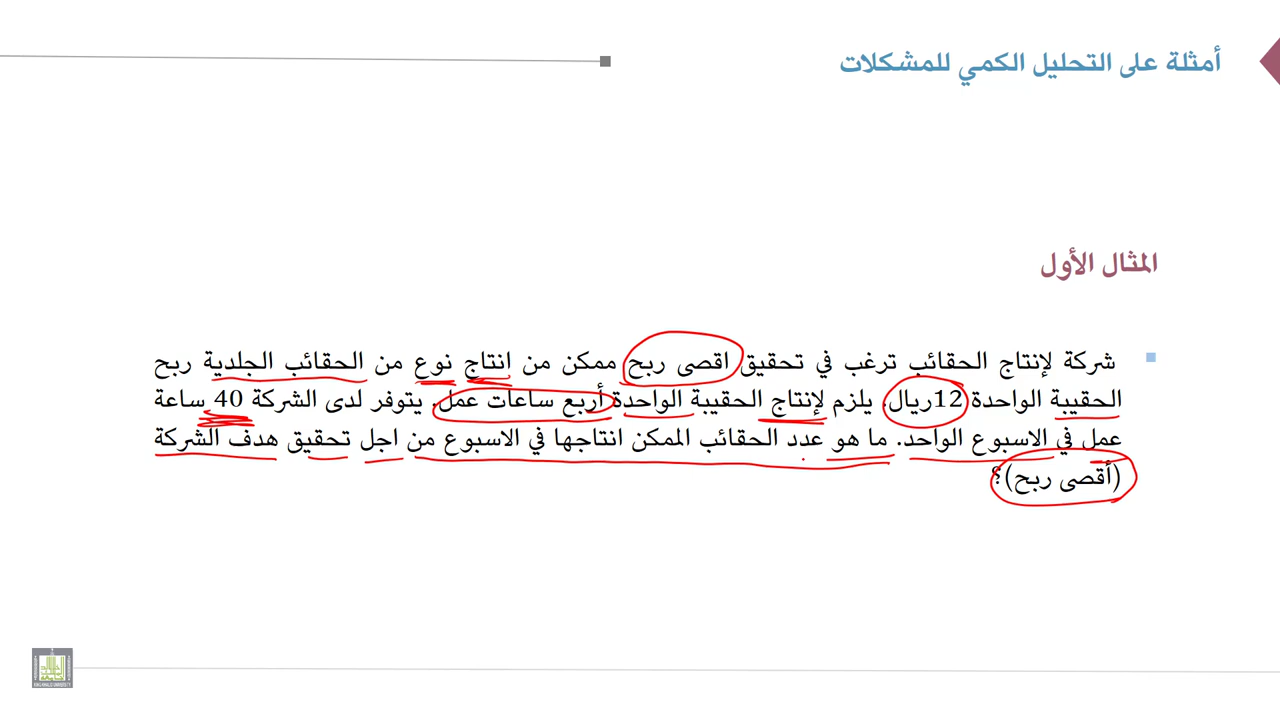 أمثلة على التحليل الكمي للمشكلات
المثال الأول
شركة لإنتاج الحقائب ترغب في تحقيق اقصى ربح ممكن من إنتاج نوع من الحقائب الجلدية ربح
الحقيبة الواحدة 12ريال. يلزم لإنتاج الحقيبة الواحدة أربع ساعات عمل. يتوفر لدى الشركة 40 ساعة
عمل في الاسبوع الواحد. ما هو عدد الحقائب الممكن انتاجها في الاسبوع من اجل تحقيق هدف الشركة
(أقصى ربح)؟